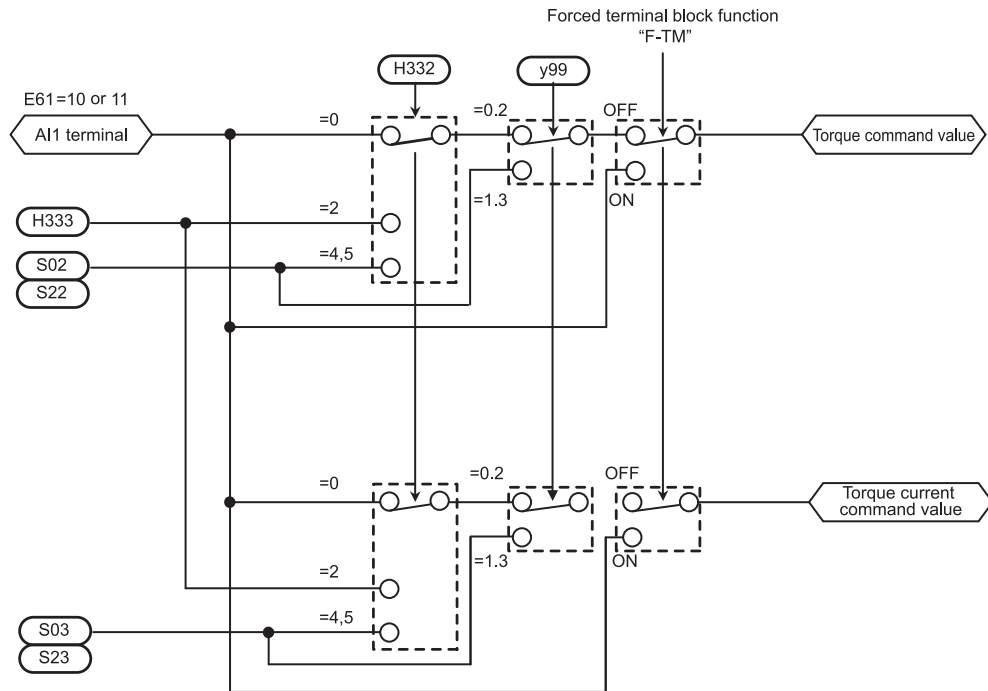 Forced terminal block function
“F-TM”
H332
y99
E61=10 or 11
AI1 terminal
=0
=0.2
OFF
Torque command value
=1.3
ON
H333
=2
S02
=4,5
S22
=0
=0.2
OFF
Torque current
command value
=1.3
ON
=2
S03
=4,5
S23